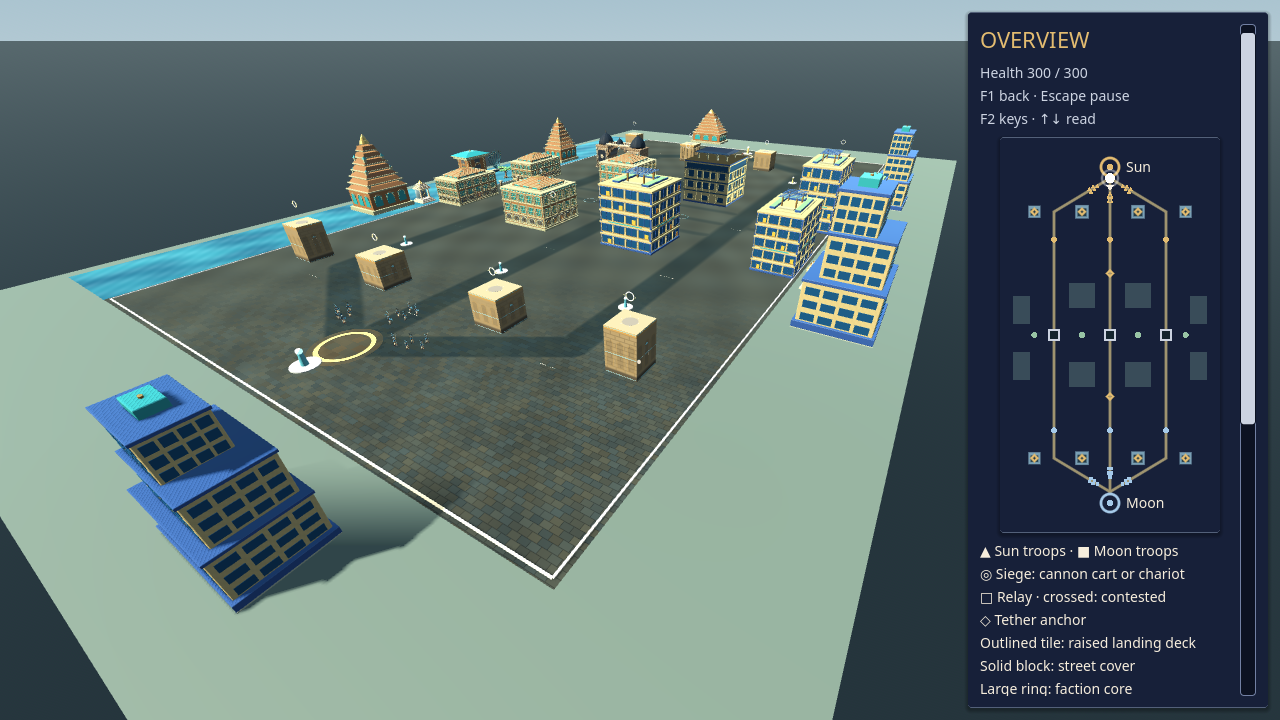 OVERVIEW
Health 300 / 300
F1 back · Escape pause
F2 keys · ↑↓ read
Sun
Moon
▲ Sun troops · ■ Moon troops
◎ Siege: cannon cart or chariot
□ Relay · crossed: contested
◇ Tether anchor
Outlined tile: raised landing deck
Solid block: street cover
Large ring: faction core